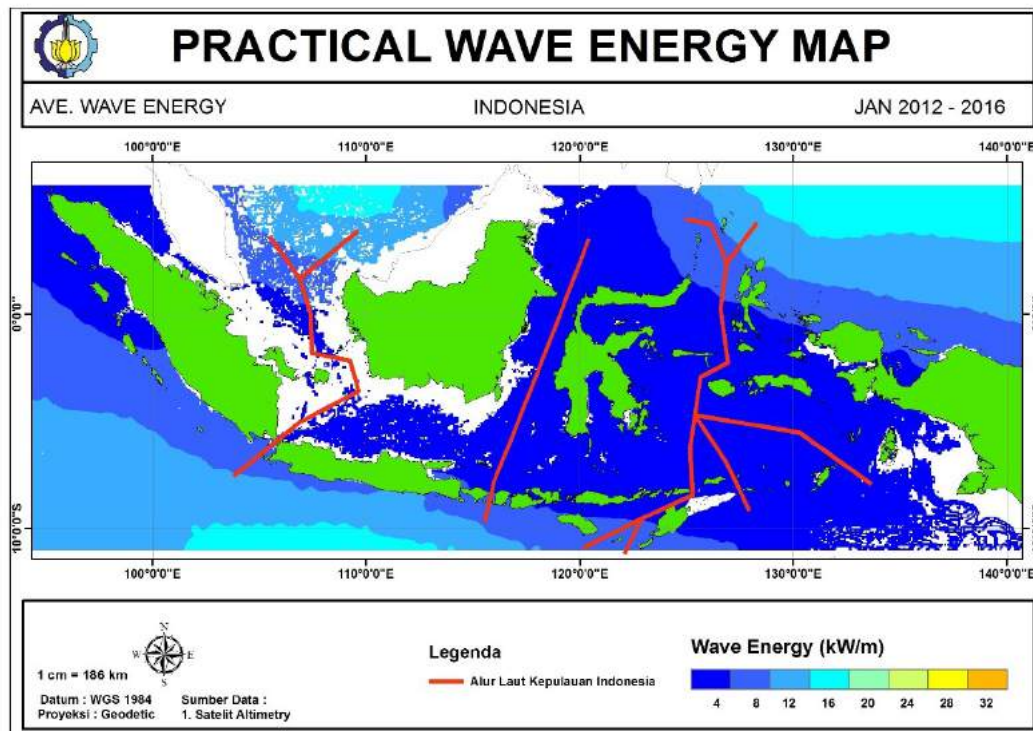 PRACTICAL WAVE ENERGY MAP
AVE. WAVE ENERGY INDONESIA JAN 2012 - 2016
100°0'0"E 110°0'0"E 120°0'0"E 130°0'0"E 140°0'0"E
0°0'0"
10°0'0"S
100°0'0"E 110°0'0"E 120°0'0"E 130°0'0"E 140°0'0"E
N
W E
S
1 cm = 186 km
Datum : WGS 1984
Proyeksi : Geodetic
Sumber Data :
1. Satelit Altimetry
Legenda
Alur Laut Kepulauan Indonesia
Wave Energy (kW/m)
4 8 12 16 20 24 28 32